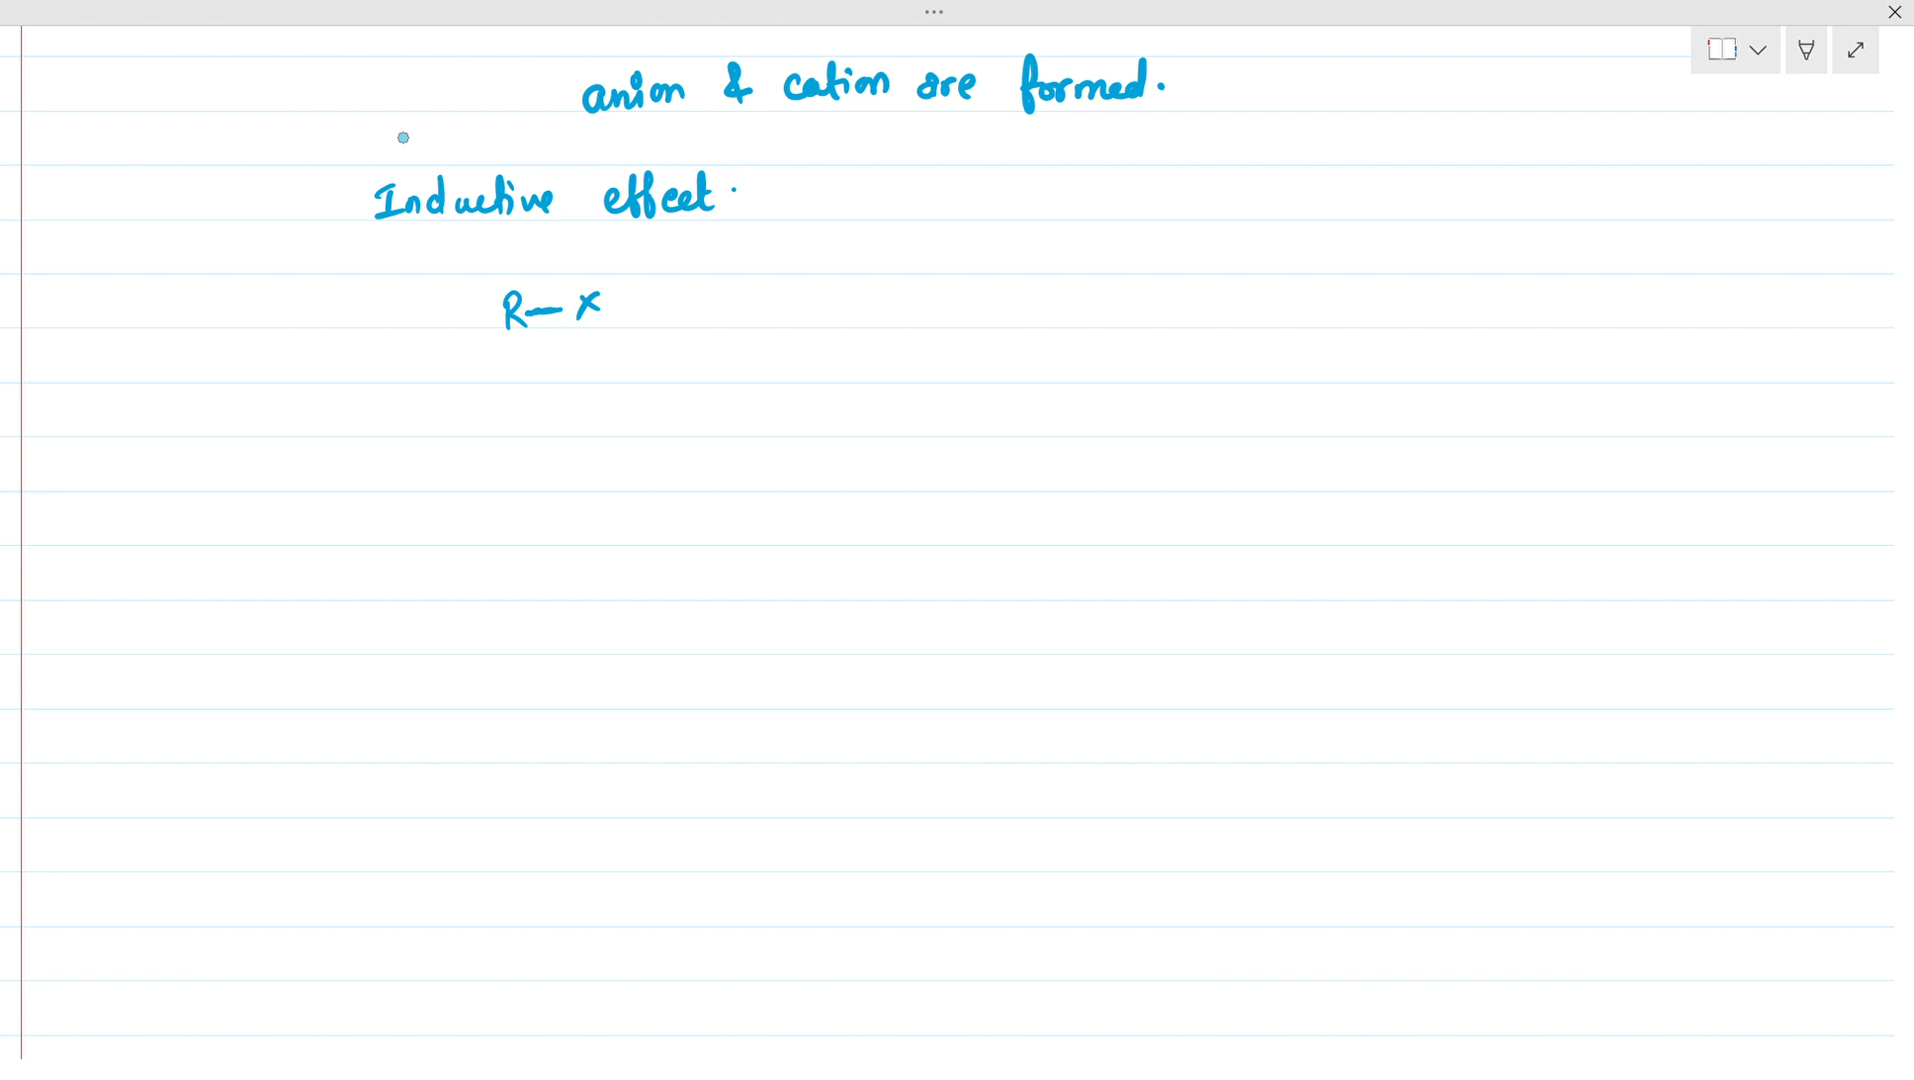 anion & cation are formed.
Inductive effect.
R — X